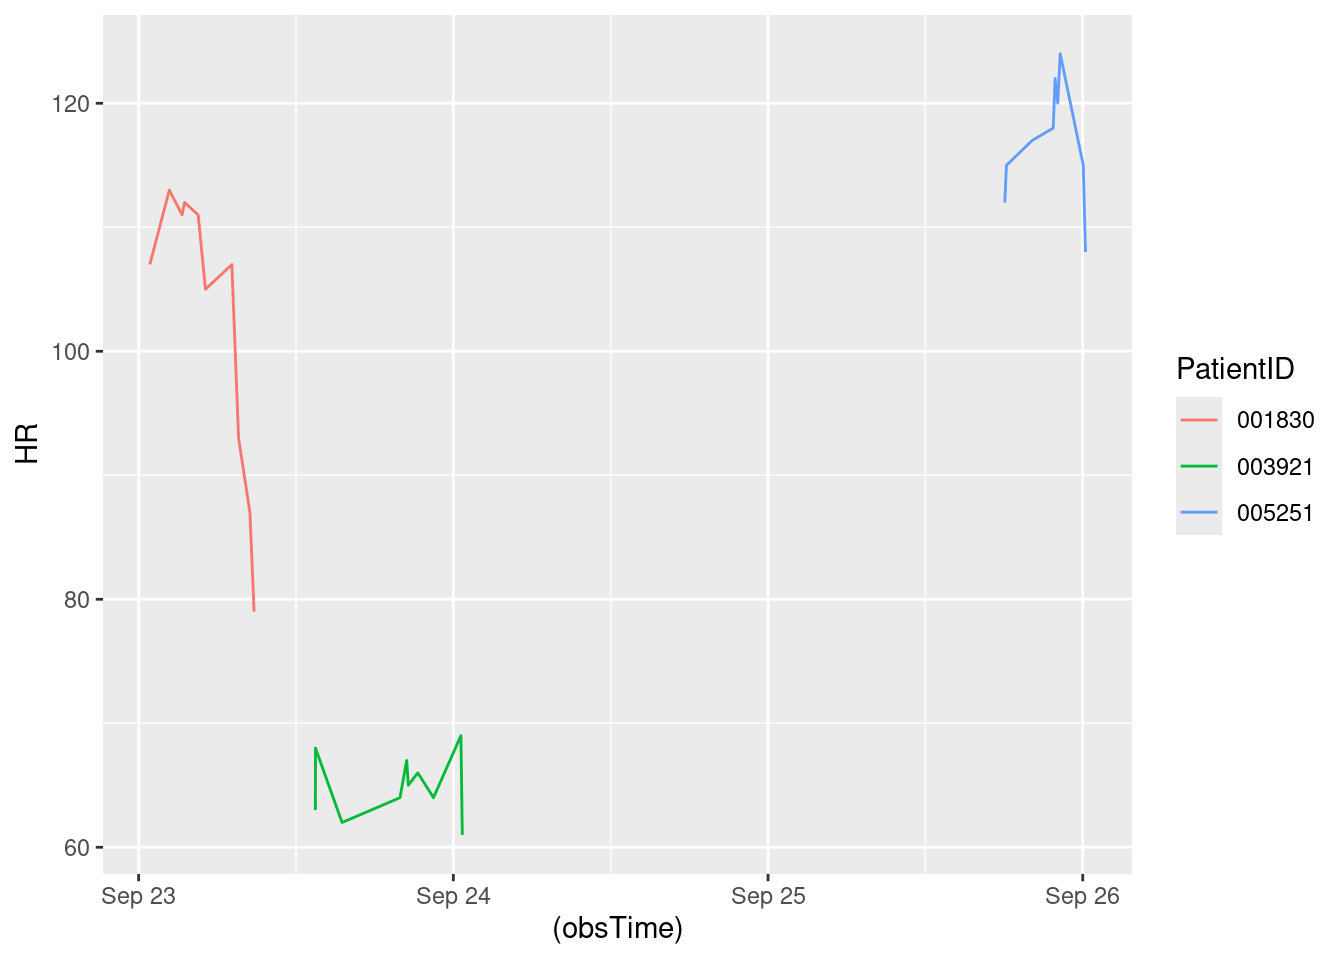 120
100
80
60
HR
Sep 23
Sep 24
Sep 25
Sep 26
(obsTime)
PatientID
001830
003921
005251